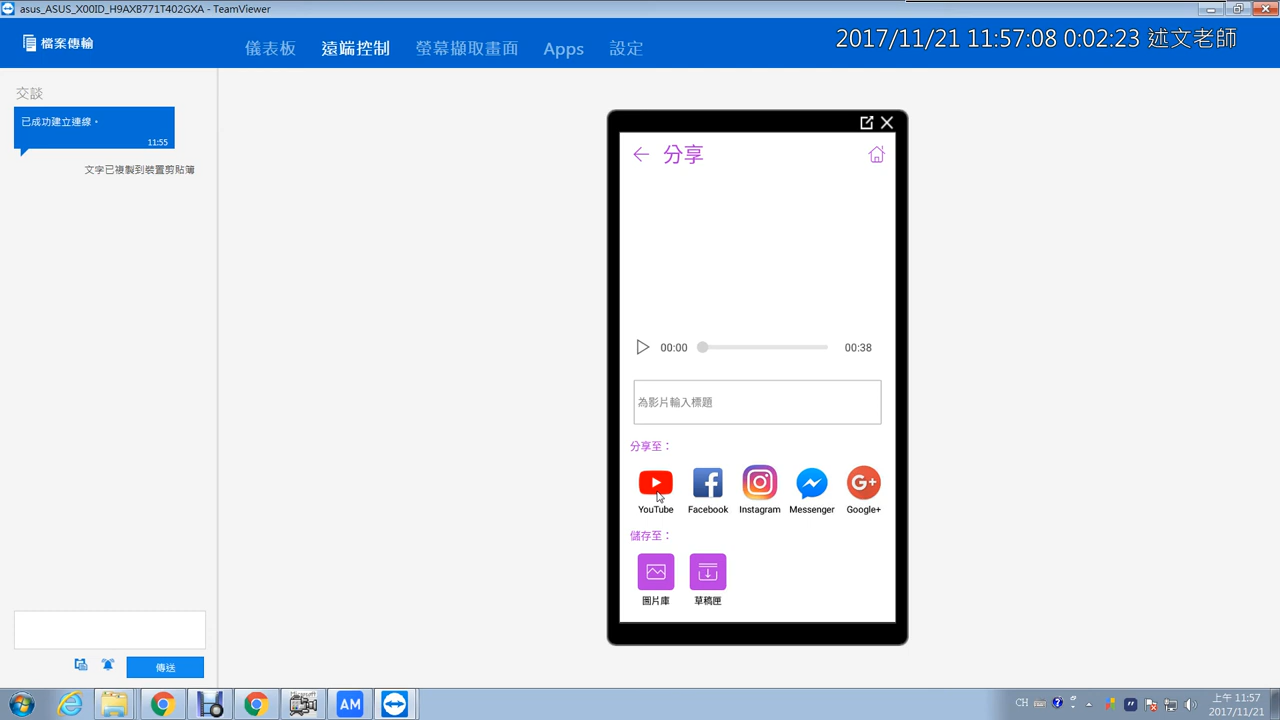 asus_ASUS_X00ID_H9AXB771T402GXA - TeamViewer
檔案傳輸
儀表板 遠端控制 螢幕擷取畫面 Apps 設定
2017/11/21 11:57:08 0:02:23 述文老師
交談
已成功建立連線。
11:55
文字已複製到裝置剪貼簿
分享
00:00 00:38
為影片輸入標題
分享至：
YouTube Facebook Instagram Messenger Google+
儲存至：
圖片庫 草稿匣
傳送
AM
CH
上午 11:57
2017/11/21